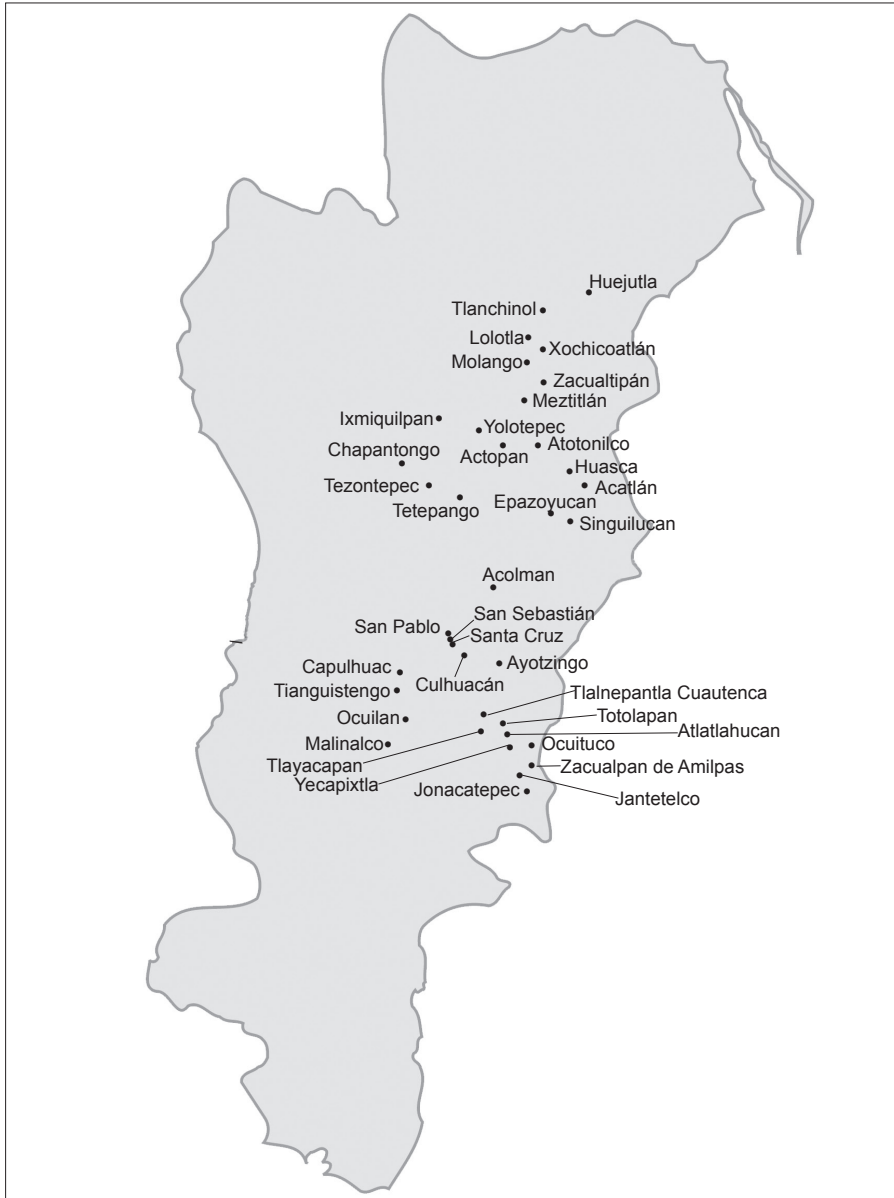 Huejutla
Tlanchinol
Lolotla
Xochicoatlán
Molango
Zacualtipán
Meztitlán
Ixmiquilpan
Yolotepec
Atotonilco
Actopan
Chapantongo
Huasca
Tezontepec
Acatlán
Epazoyucan
Tetepango
Singuilucan
Acolman
San Sebastián
San Pablo
Santa Cruz
Ayotzingo
Capulhuac
Culhuacán
Tianguistengo
Tlalnepantla Cuautenca
Totolapan
Ocuilan
Atlatlahucan
Malinalco
Ocuituco
Tlayacapan
Zacualpan de Amilpas
Yecapixtla
Jonacatepec
Jantetelco